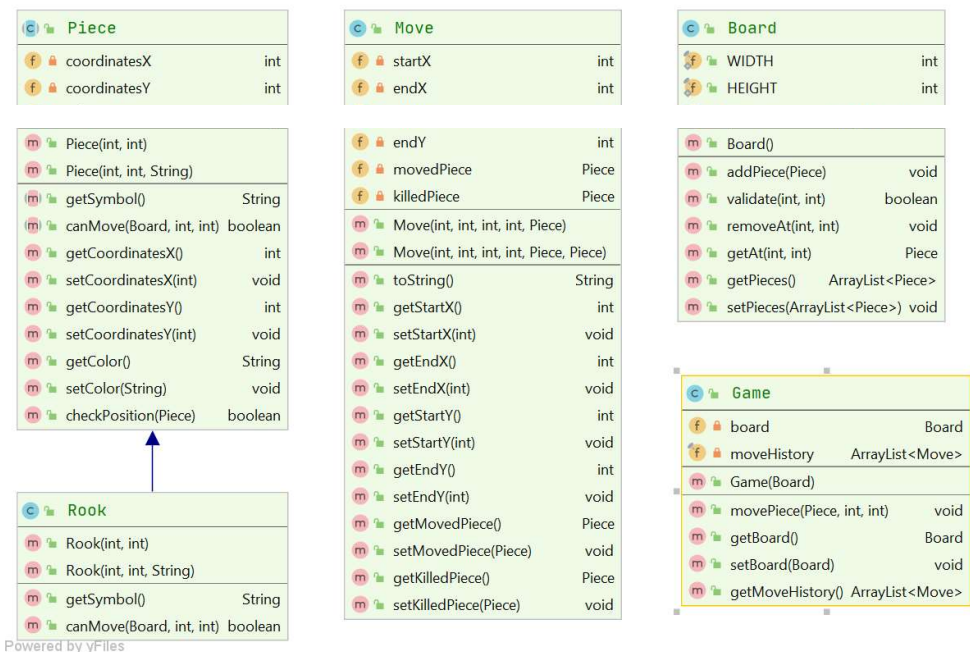 Piece
coordinatesX int
coordinatesY int
Piece(int, int)
Piece(int, int, String)
getSymbol() String
canMove(Board, int, int) boolean
getCoordinatesX() int
setCoordinatesX(int) void
getCoordinatesY() int
setCoordinatesY(int) void
getColor() String
setColor(String) void
checkPosition(Piece) boolean
Rook
Rook(int, int)
Rook(int, int, String)
getSymbol() String
canMove(Board, int, int) boolean
Move
startX int
endX int
endY int
movedPiece Piece
killedPiece Piece
Move(int, int, int, int, Piece)
Move(int, int, int, int, Piece, Piece)
toString() String
getStartX() int
setStartX(int) void
getEndX() int
setEndX(int) void
getStartY() int
setStartY(int) void
getEndY() int
setEndY(int) void
getMovedPiece() Piece
setMovedPiece(Piece) void
getKilledPiece() Piece
setKilledPiece(Piece) void
Board
WIDTH int
HEIGHT int
Board()
addPiece(Piece) void
validate(int, int) boolean
removeAt(int, int) void
getAt(int, int) Piece
getPieces() ArrayList<Piece>
setPieces(ArrayList<Piece>) void
Game
board Board
moveHistory ArrayList<Move>
Game(Board)
movePiece(Piece, int, int) void
getBoard() Board
setBoard(Board) void
getMoveHistory() ArrayList<Move>
Powered by yFiles